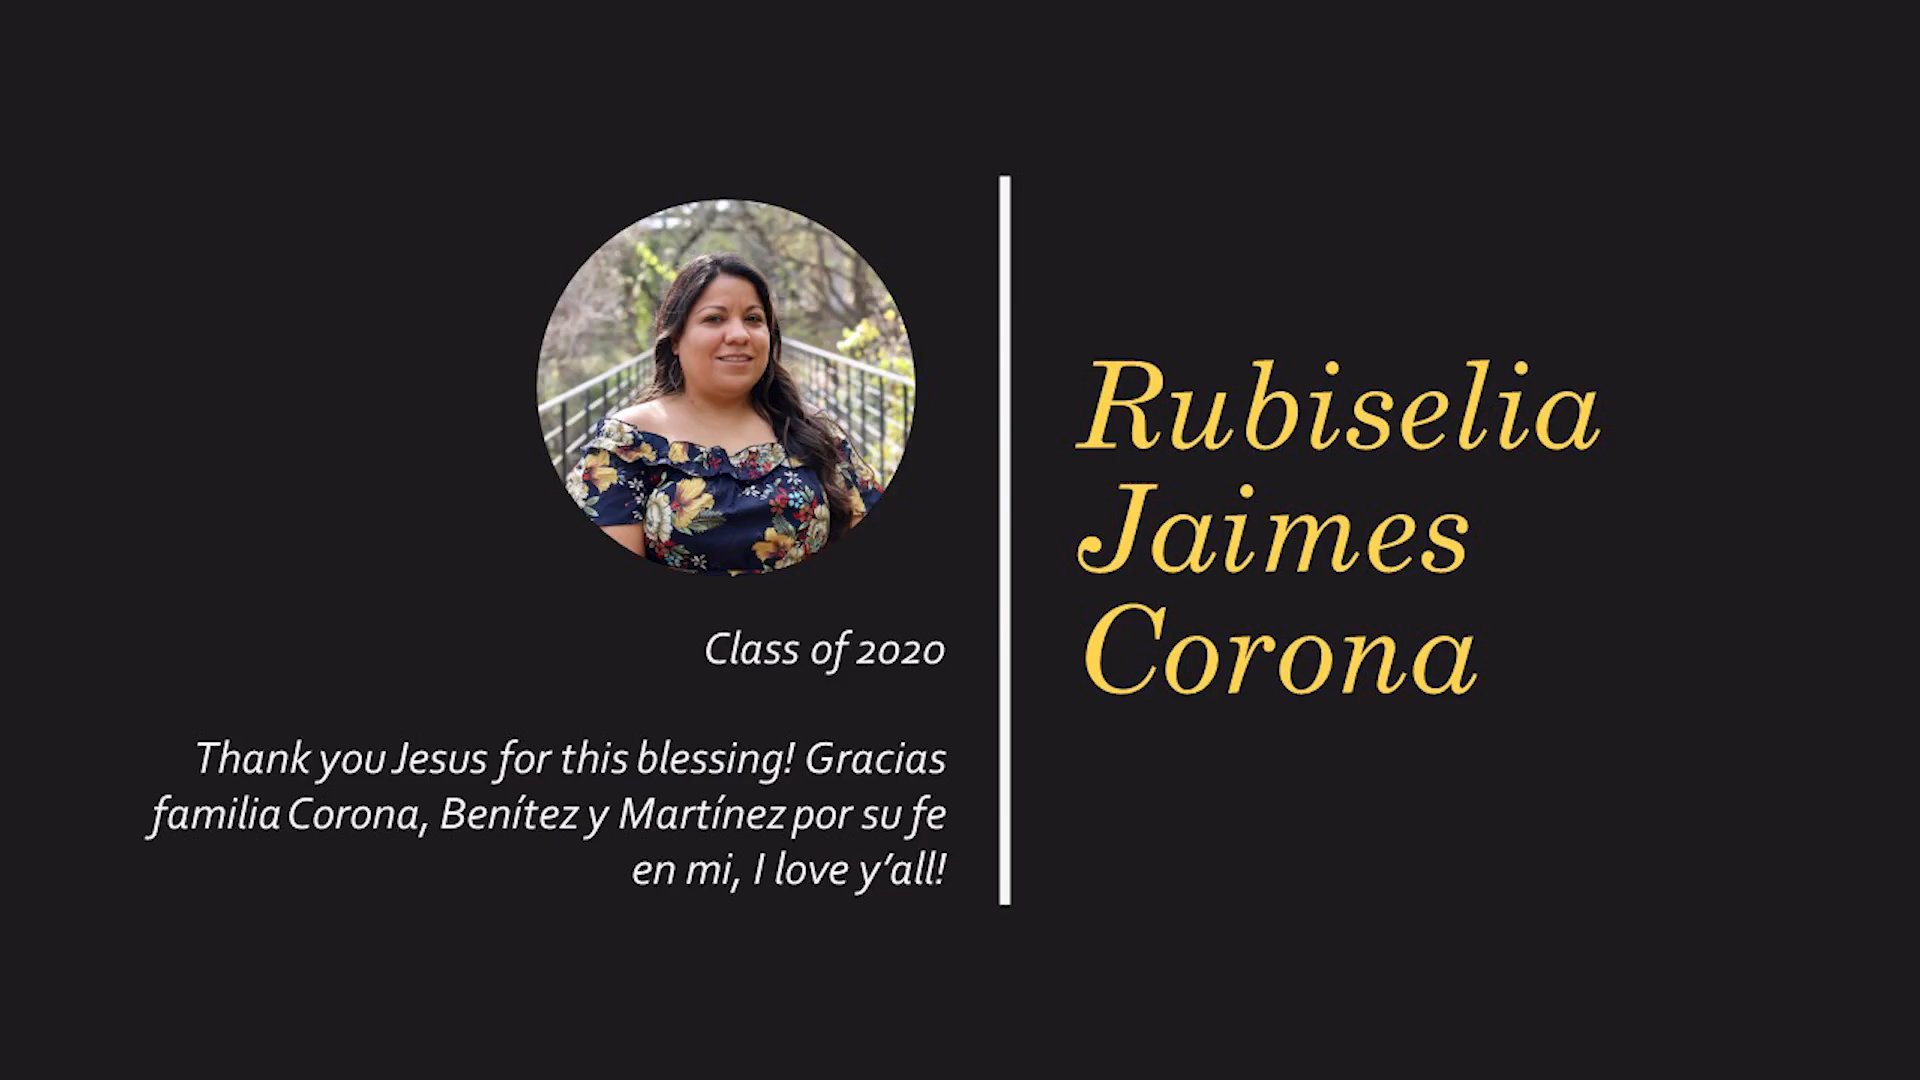 Class of 2020
Thank you Jesus for this blessing! Gracias
familia Corona, Benítez y Martínez por su fe
en mi, I love y’all!
Rubiselia
Jaimes
Corona